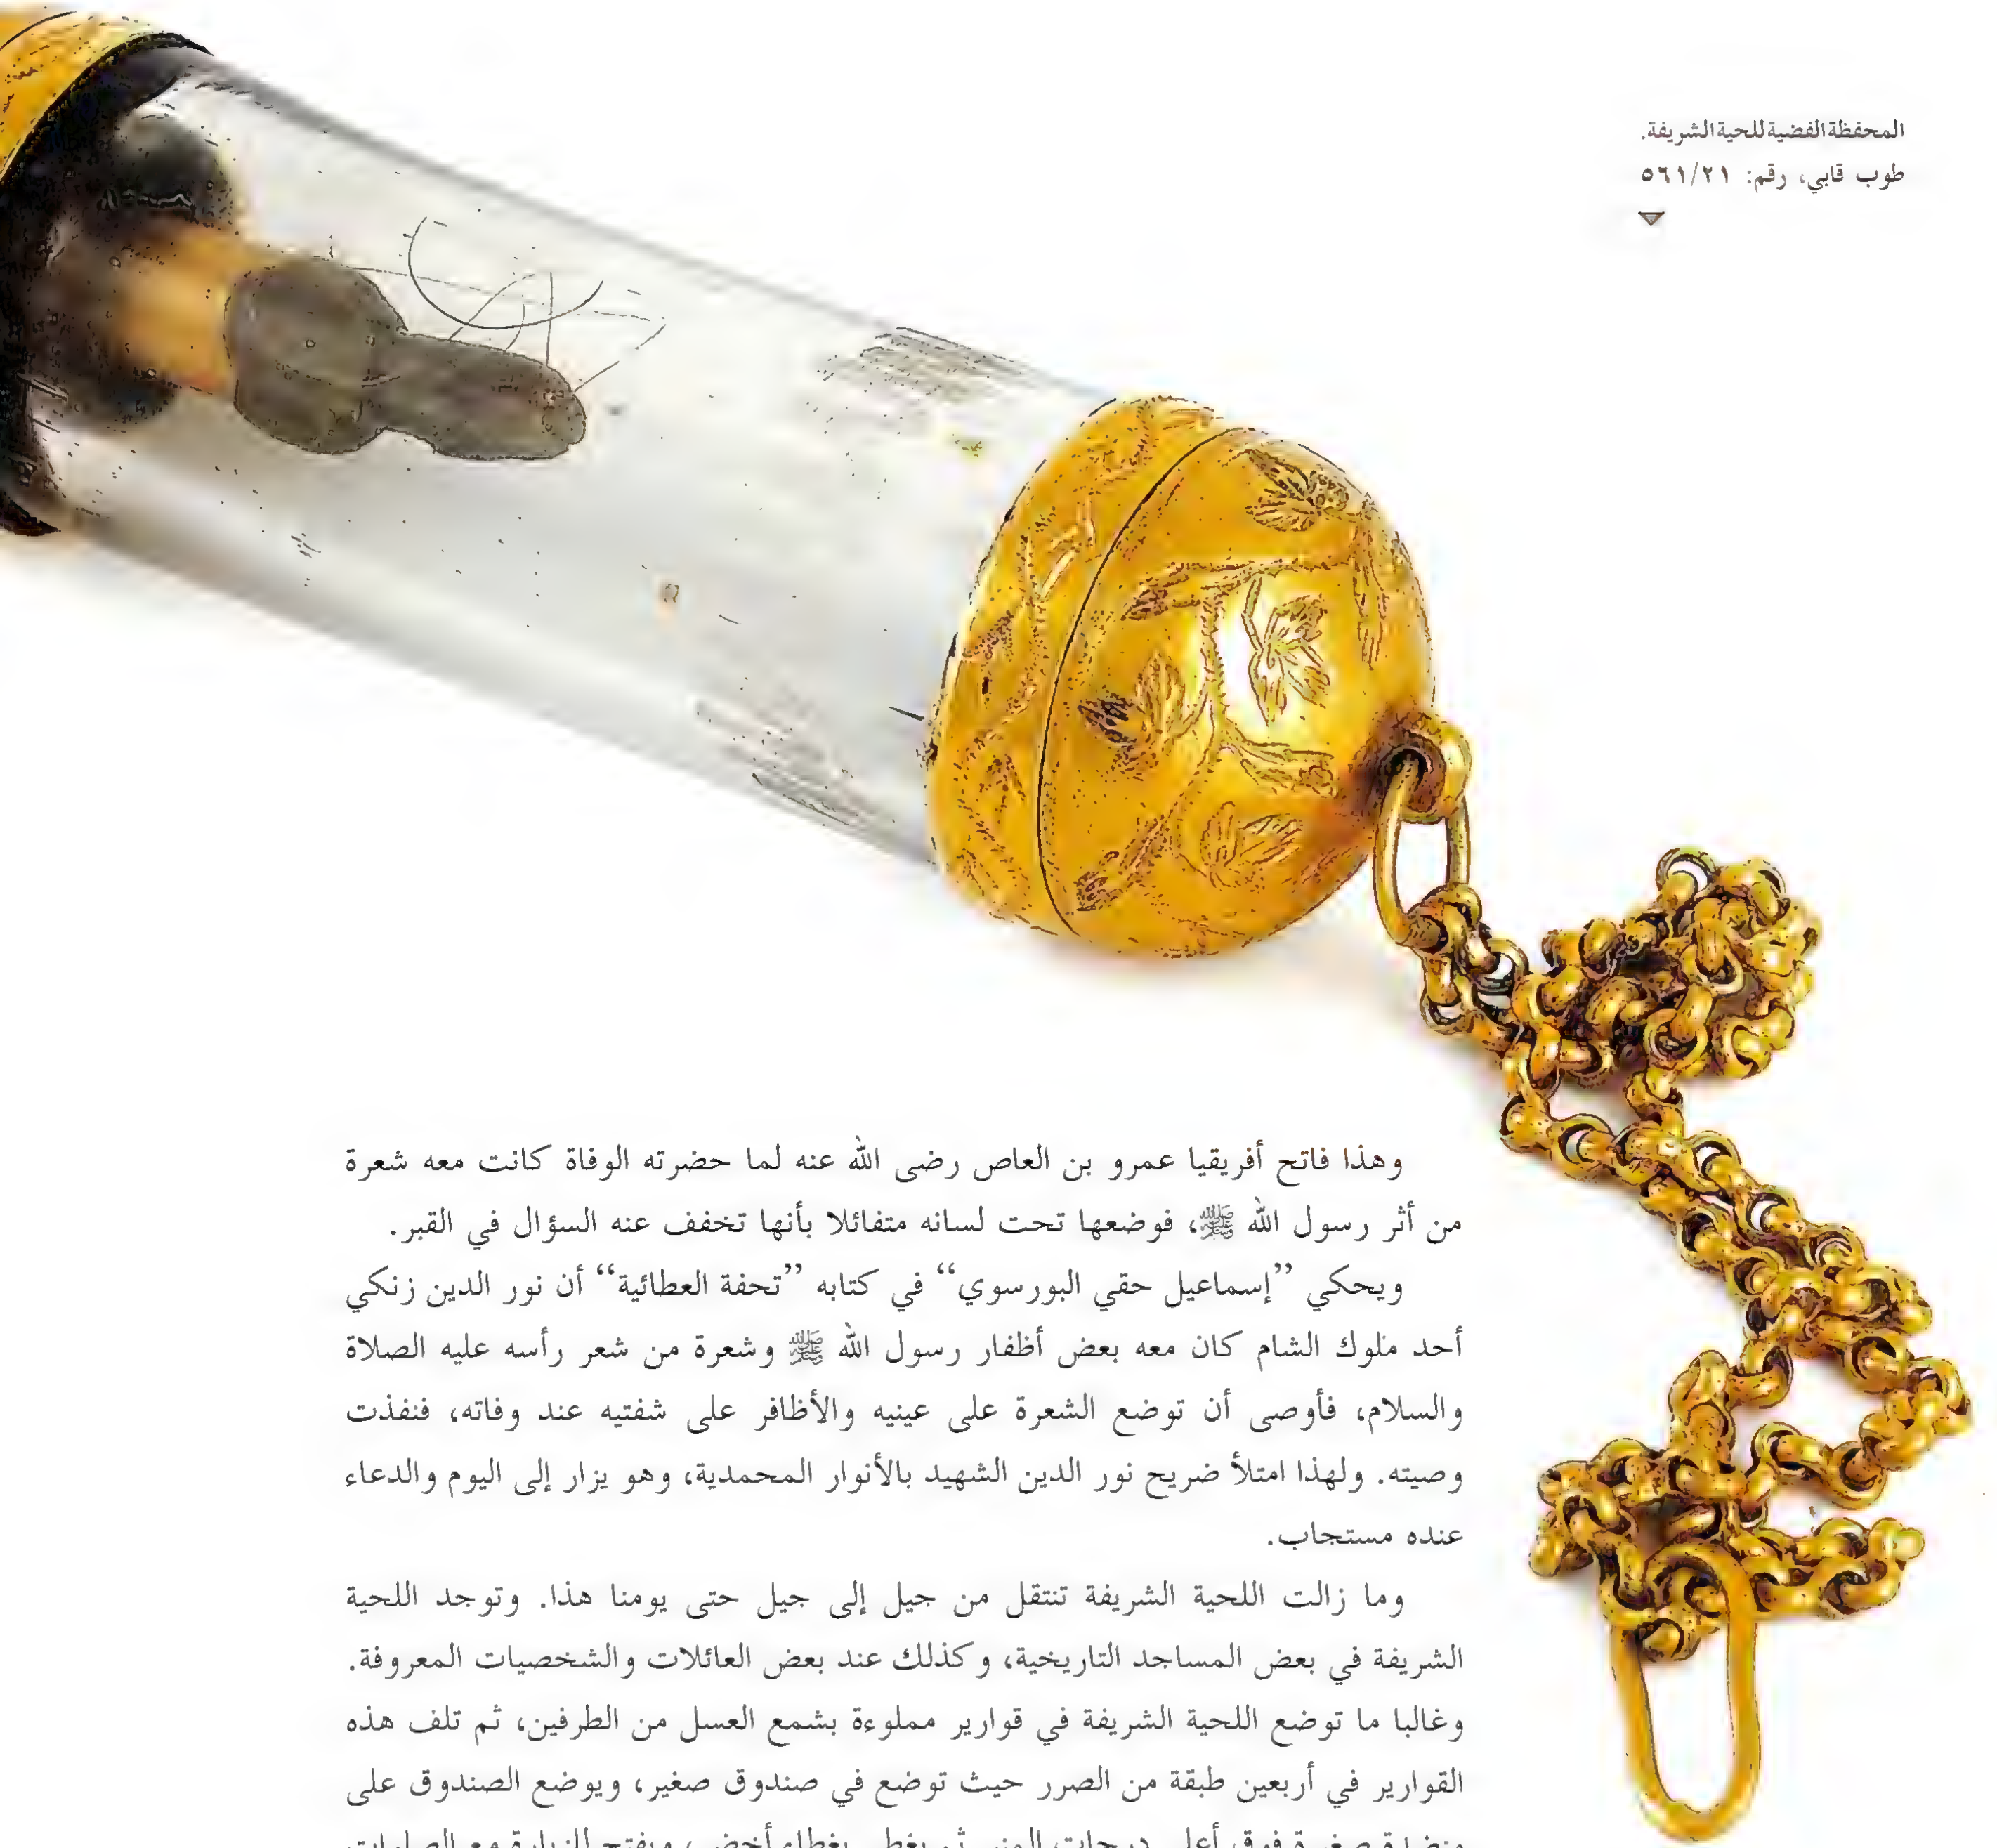 المحفظة الفضية للحية الشريفة.
طوب قابي، رقم: ٥٦١/٢١
وهذا فاتح أفريقيا عمرو بن العاص رضى الله عنه لما حضرته الوفاة كانت معه شعرة
من أثر رسول الله ﷺ، فوضعها تحت لسانه متفائلا بأنها تخفف عنه السؤال في القبر.
ويحكي ”إسماعيل حقي البورسوي“ في كتابه ”تحفة العطائية“ أن نور الدين زنكي
أحد ملوك الشام كان معه بعض أظفار رسول الله ﷺ وشعرة من شعر رأسه عليه الصلاة
والسلام، فأوصى أن توضع الشعرة على عينيه والأظافر على شفتيه عند وفاته، فنفذت
وصيته. ولهذا امتلأ ضريح نور الدين الشهيد بالأنوار المحمدية، وهو يزار إلى اليوم والدعاء
عنده مستجاب.
وما زالت اللحية الشريفة تنتقل من جيل إلى جيل حتى يومنا هذا. وتوجد اللحية
الشريفة في بعض المساجد التاريخية، وكذلك عند بعض العائلات والشخصيات المعروفة.
وغالبا ما توضع اللحية الشريفة في قوارير مملوءة بشمع العسل من الطرفين، ثم تلف هذه
القوارير في أربعين طبقة من الصرر حيث توضع في صندوق صغير، ويوضع الصندوق على